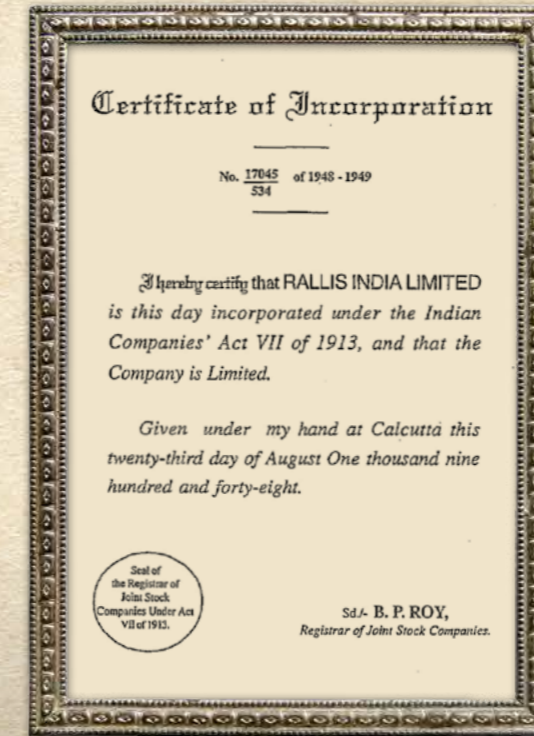 Certificate of Incorporation
No. 17045 of 1948 - 1949
534
I hereby certify that RALLIS INDIA LIMITED
is this day incorporated under the Indian
Companies' Act VII of 1913, and that the
Company is Limited.
Given under my hand at Calcutta this
twenty-third day of August One thousand nine
hundred and forty-eight.
Seal of
the Registrar of
Joint Stock
Companies Under Act
VII of 1913.
Sd./- B. P. ROY,
Registrar of Joint Stock Companies.